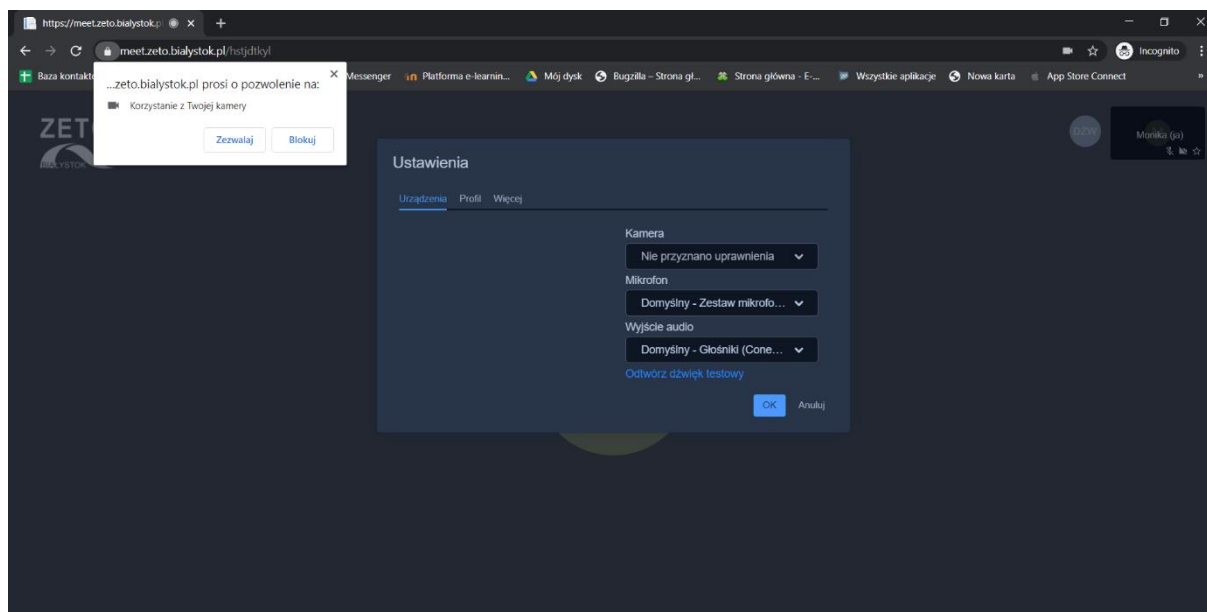 https://meet.zeto.bialystok.pl
meet.zeto.bialystok.pl/hstjdtkyl
Incognito
Baza kontakt
Messenger
Platforma e-learnin...
Mój dysk
Bugzilla – Strona gł...
Strona główna - E-...
Wszystkie aplikacje
Nowa karta
App Store Connect
»
...zeto.bialystok.pl prosi o pozwolenie na:
Korzystanie z Twojej kamery
Zezwalaj
Blokuj
ZET
DZW
Monika (ja)
Ustawienia
Urządzenia
Profil
Więcej
Kamera
Nie przyznano uprawnienia
Mikrofon
Domyślny - Zestaw mikrofo...
Wyjście audio
Domyślny - Głośniki (Cone...
Odtwórz dźwięk testowy
OK
Anuluj